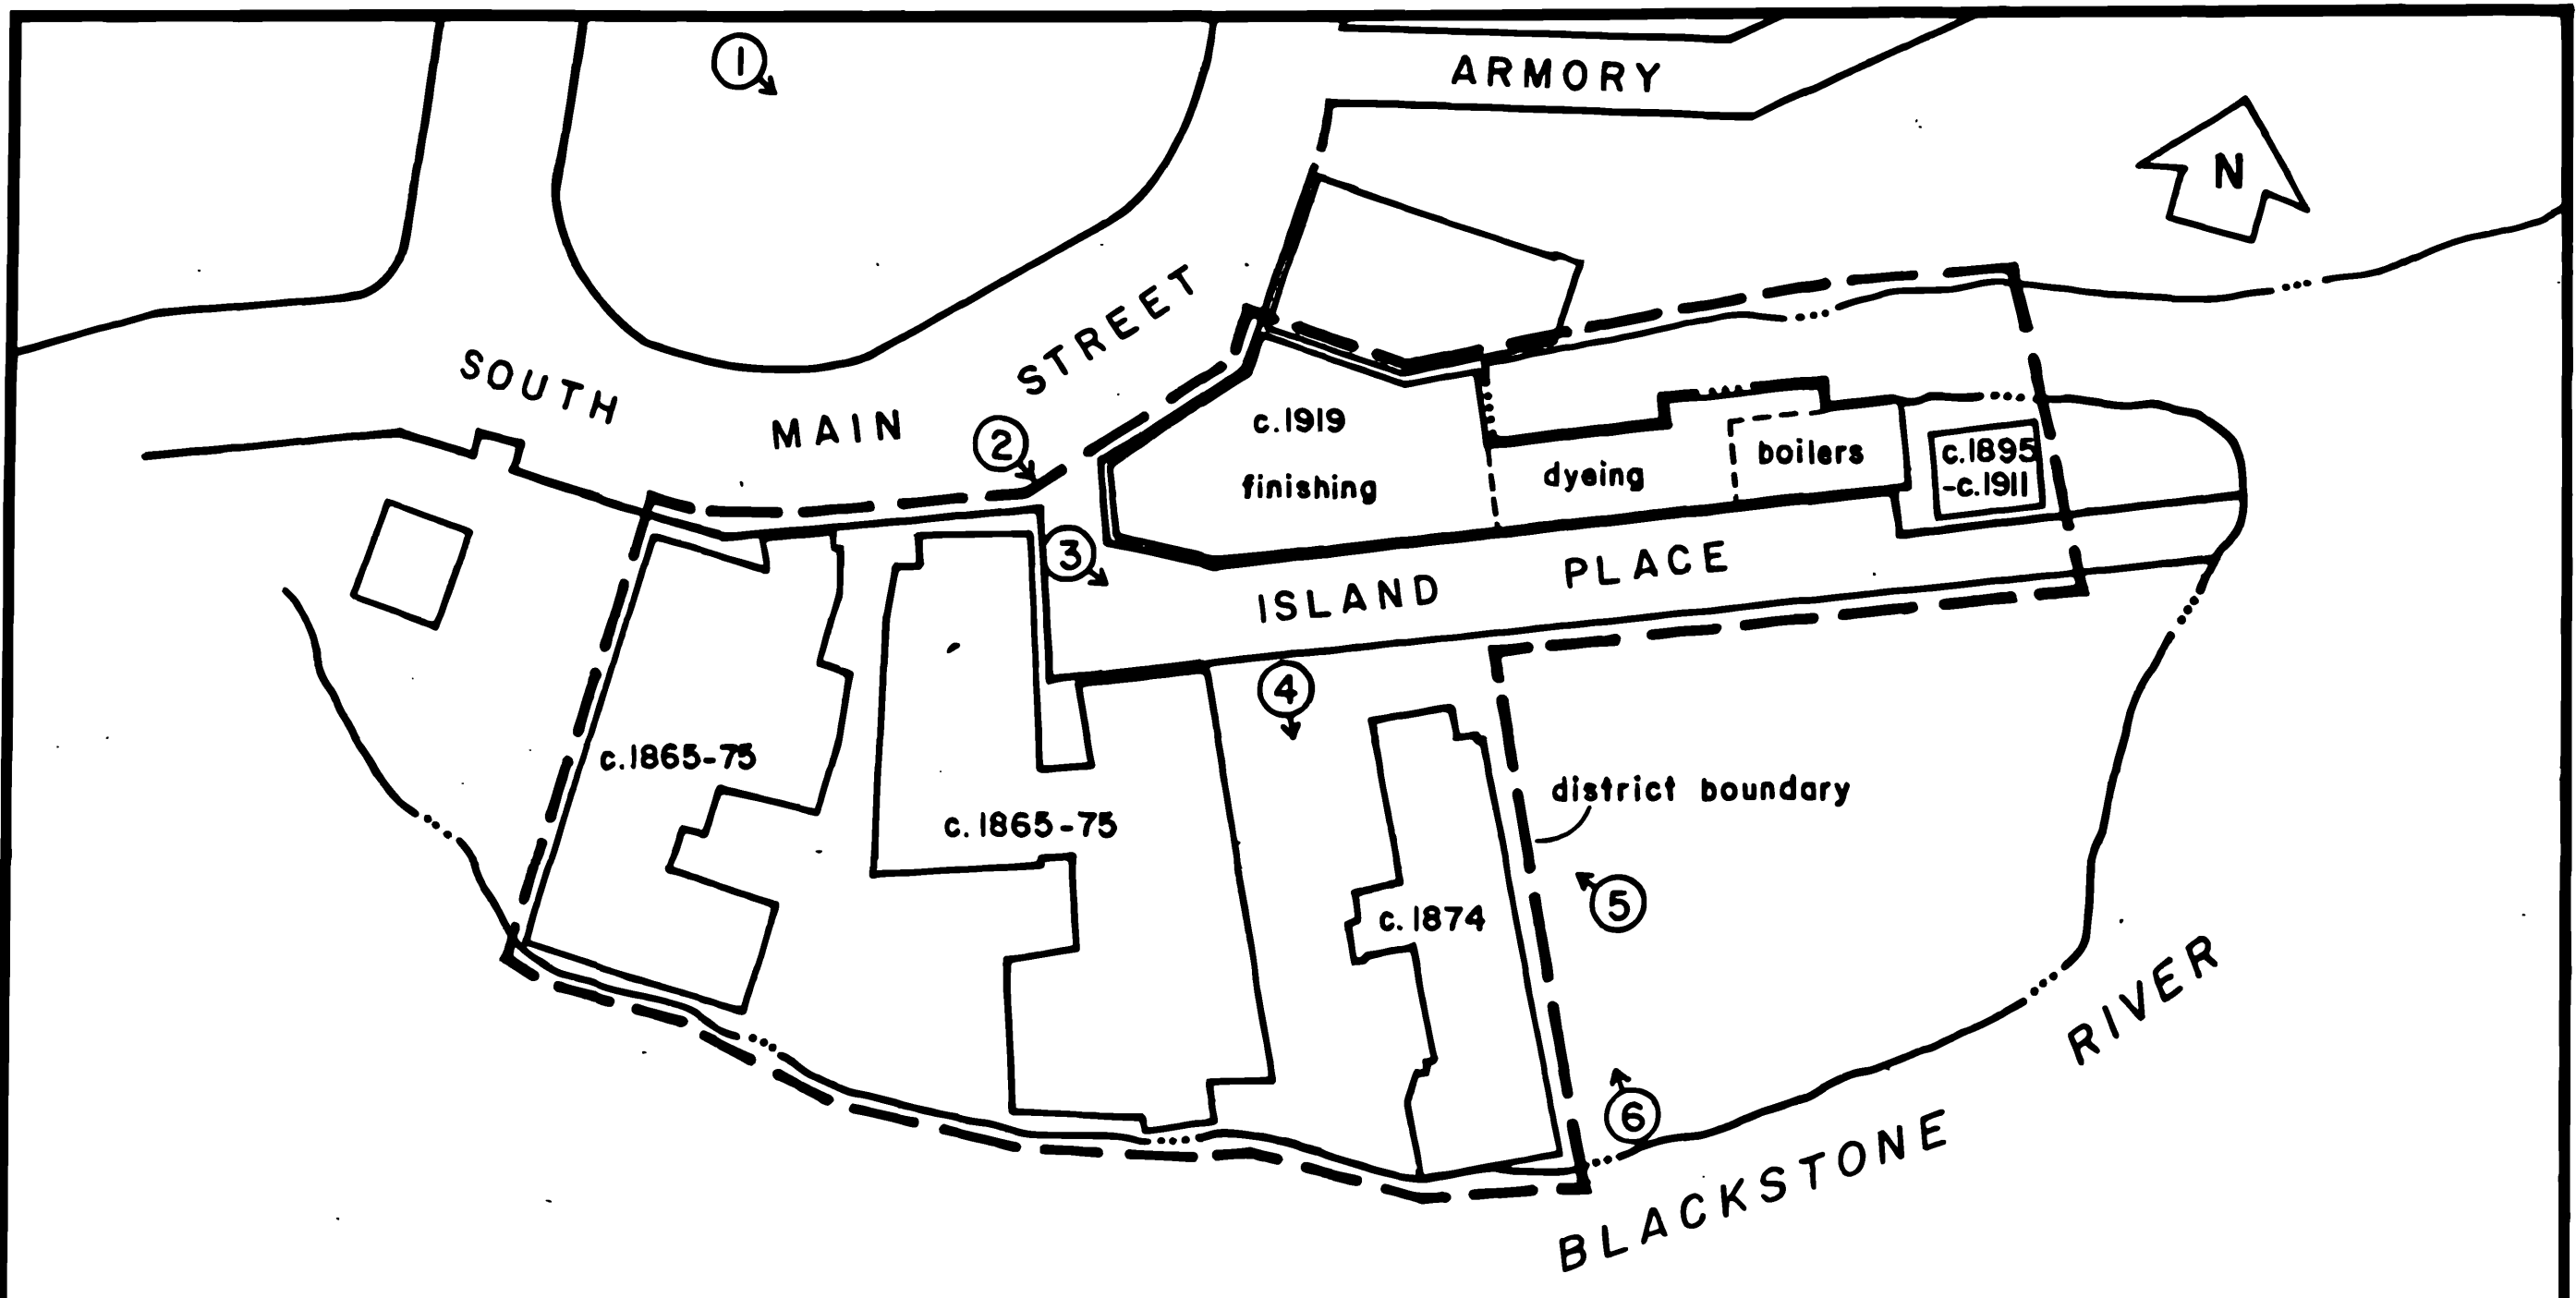 1
ARMORY
N
SOUTH MAIN STREET
2
c.1919
finishing
dyeing
boilers
c.1895
-c.1911
3
ISLAND PLACE
4
c.1865-75
c.1865-75
district boundary
5
c.1874
6
BLACKSTONE RIVER